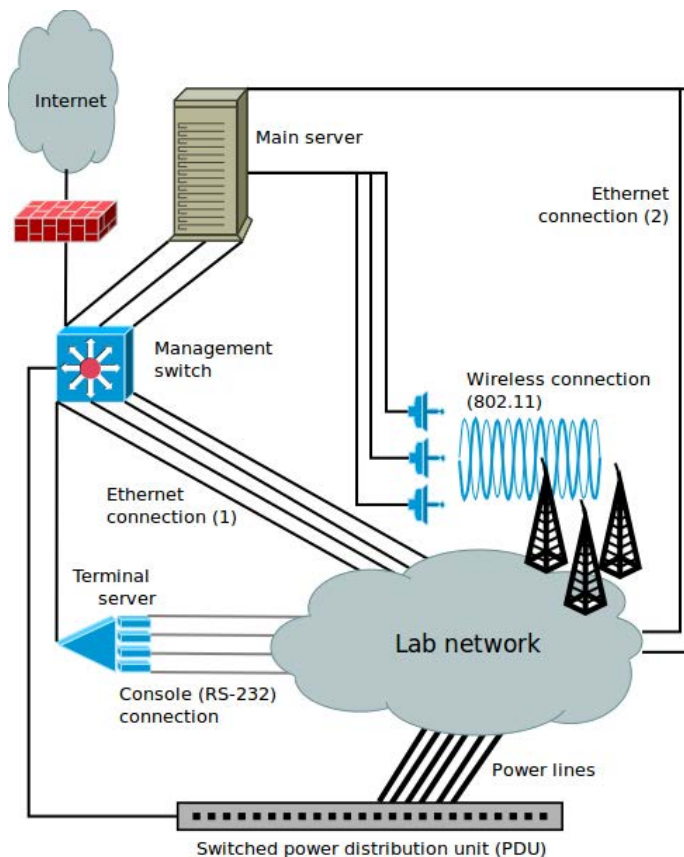 Internet
Main server
Ethernet
connection (2)
Management
switch
Wireless connection
(802.11)
Ethernet
connection (1)
Terminal
server
Lab network
Console (RS-232)
connection
Power lines
Switched power distribution unit (PDU)